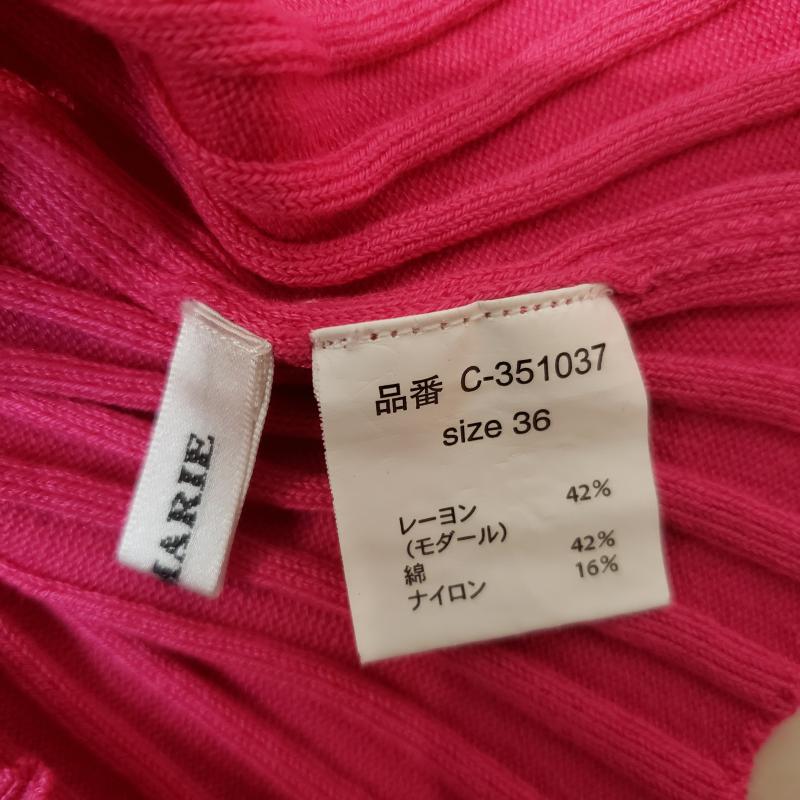 MARIE
品番 C-351037
size 36
レーヨン 42%
(モダール)
綿 42%
ナイロン 16%